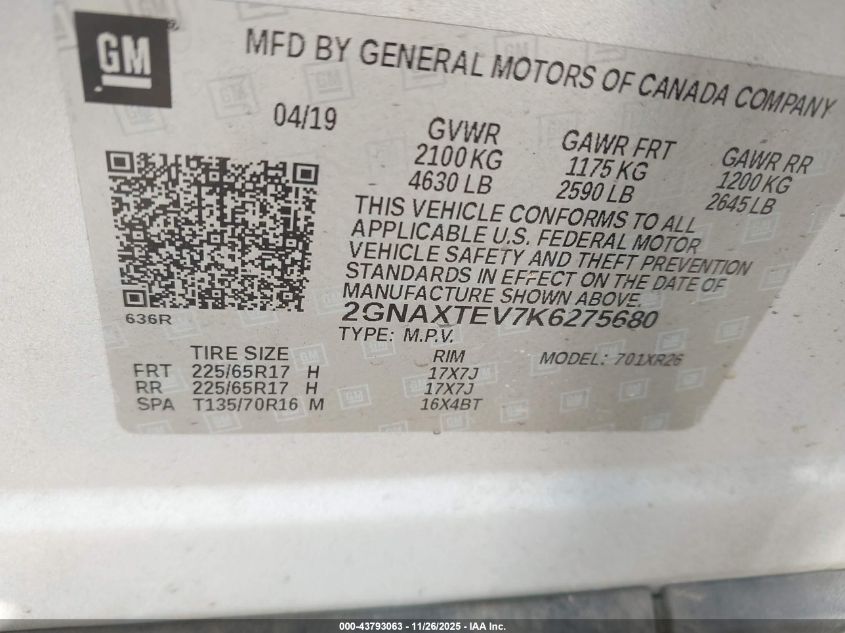 GM
MFD BY GENERAL MOTORS OF CANADA COMPANY
04/19
GVWR
2100 KG
4630 LB
GAWR FRT
1175 KG
2590 LB
GAWR RR
1200 KG
2645 LB
THIS VEHICLE CONFORMS TO ALL
APPLICABLE U.S. FEDERAL MOTOR
VEHICLE SAFETY AND THEFT PREVENTION
STANDARDS IN EFFECT ON THE DATE OF
MANUFACTURE SHOWN ABOVE.
2GNAXTEV7K6275680
TYPE: M.P.V.
636R
TIRE SIZE RIM MODEL: 701XR26
FRT 225/65R17 H 17X7J
RR 225/65R17 H 17X7J
SPA T135/70R16 M 16X4BT
000-43793063 - 11/26/2025 - IAA Inc.